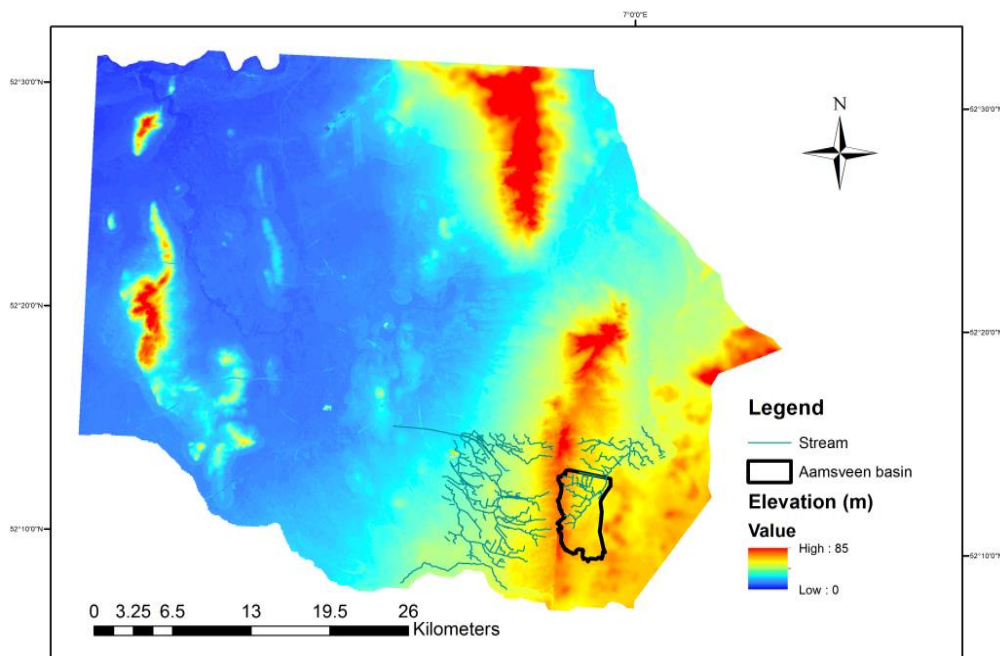 7°0'0"E
52°30'0"N
52°30'0"N
N
52°20'0"N
52°20'0"N
Legend
Stream
Aamsveen basin
Elevation (m)
Value
High : 85
Low : 0
52°10'0"N
52°10'0"N
0 3.25 6.5 13 19.5 26
Kilometers